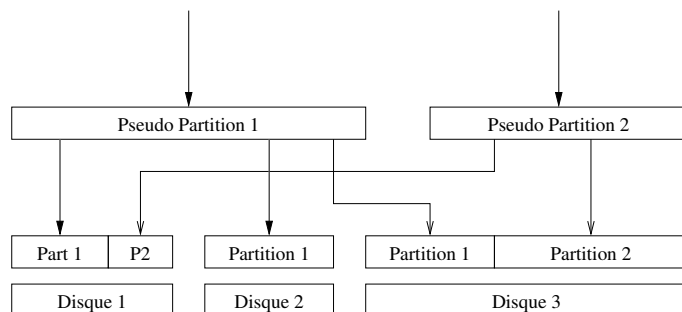 Pseudo Partition 1
Pseudo Partition 2
Part 1
P2
Partition 1
Partition 1
Partition 2
Disque 1
Disque 2
Disque 3